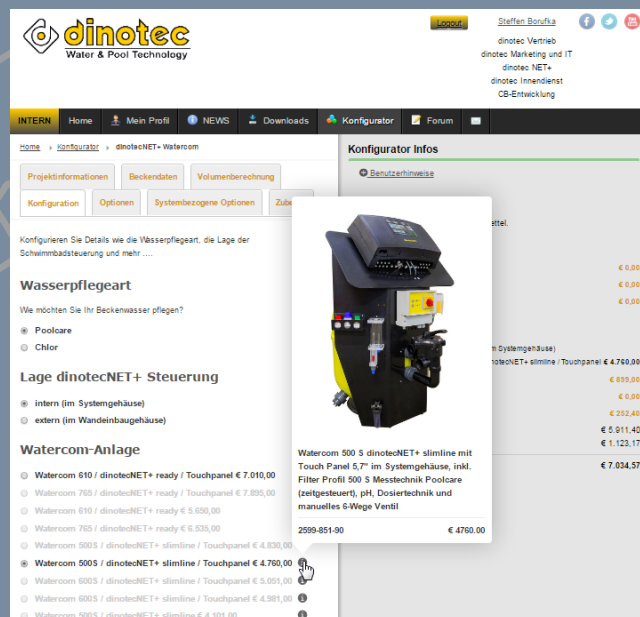 dinotec
Water & Pool Technology
Logout
Steffen Borufka
dinotec Vertrieb
dinotec Marketing und IT
dinotec NET+
dinotec Innendienst
CB-Entwicklung
INTERN Home Mein Profil NEWS Downloads Konfigurator Forum
Home Konfigurator dinotecNET+ Watercom
Projektinformationen Beckendaten Volumenberechnung
Konfiguration Optionen Systembezogene Optionen
Konfigurieren Sie Details wie die Wasserpflegeart, die Lage der
Schwimmbadsteuerung und mehr ....
Wasserpflegeart
Wie möchten Sie Ihr Beckenwasser pflegen?
Poolcare
Chlor
Lage dinotecNET+ Steuerung
intern (im Systemgehäuse)
extern (im Wandeinbaugehäuse)
Watercom-Anlage
Watercom 610 / dinotecNET+ ready / Touchpanel € 7.010,00
Watercom 765 / dinotecNET+ ready / Touchpanel € 7.895,00
Watercom 610 / dinotecNET+ ready € 5.650,00
Watercom 765 / dinotecNET+ ready € 6.535,00
Watercom 500S / dinotecNET+ slimline / Touchpanel € 4.830,00
Watercom 500S / dinotecNET+ slimline / Touchpanel € 4.760,00
Watercom 600S / dinotecNET+ slimline / Touchpanel € 5.051,00
Watercom 600S / dinotecNET+ slimline / Touchpanel € 4.981,00
Watercom 500S / dinotecNET+ slimline € 4.101,00
Watercom 500 S dinotecNET+ slimline mit
Touch Panel 5,7" im Systemgehäuse, inkl.
Filter Profil 500 S Messtechnik Poolcare
(zeitgesteuert), pH, Dosiertechnik und
manuelles 6-Wege Ventil
2599-851-90 € 4760.00
Konfigurator Infos
Benutzerhinweise
€ 0,00
€ 0,00
€ 0,00
Systemgehäuse)
slimline / Touchpanel € 4.760,00
€ 899,00
€ 0,00
€ 252,40
€ 5.911,40
€ 1.123,17
€ 7.034,57